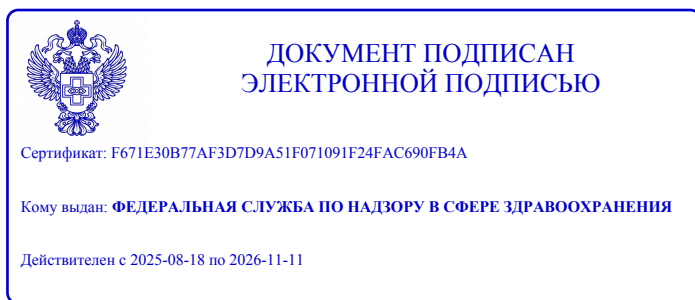 ДОКУМЕНТ ПОДПИСАН
ЭЛЕКТРОННОЙ ПОДПИСЬЮ
Сертификат: F671E30B77AF3D7D9A51F071091F24FAC690FB4A
Кому выдан: ФЕДЕРАЛЬНАЯ СЛУЖБА ПО НАДЗОРУ В СФЕРЕ ЗДРАВООХРАНЕНИЯ
Действителен с 2025-08-18 по 2026-11-11